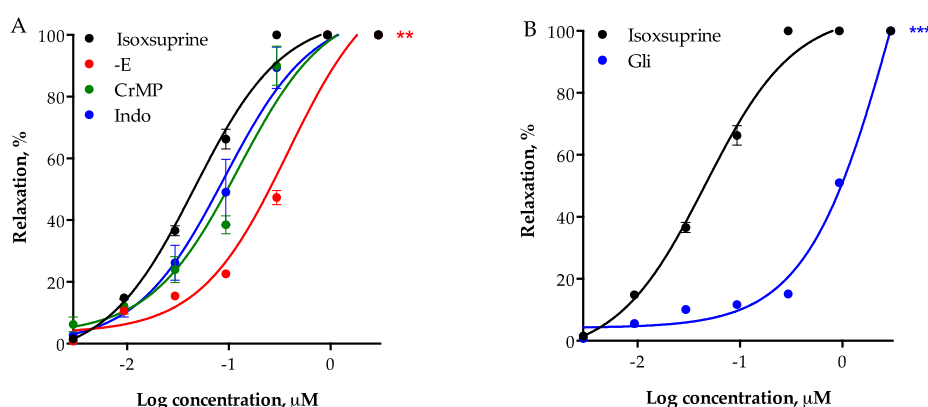 A
Isoxsuprine
-E
CrMP
Indo
**
100
80
60
40
20
0
Relaxation, %
-2
-1
0
Log concentration, μM
B
Isoxsuprine
Gli
***
100
80
60
40
20
0
Relaxation, %
-2
-1
0
Log concentration, μM